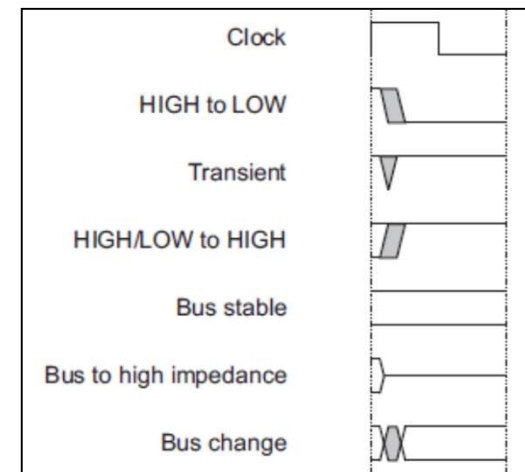 Clock
HIGH to LOW
Transient
HIGH/LOW to HIGH
Bus stable
Bus to high impedance
Bus change